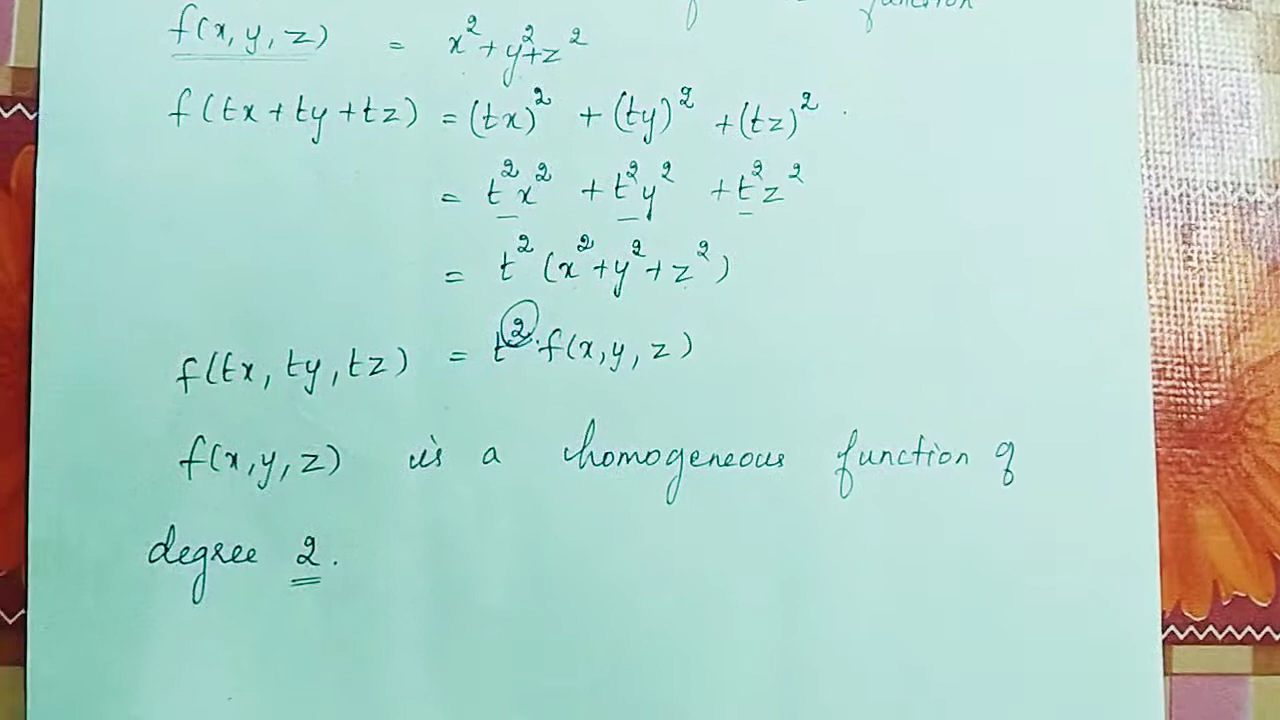 function
f(x, y, z) = x² + y² + z²
f(tx + ty + tz) = (tx)² + (ty)² + (tz)².
= t²x² + t²y² + t²z²
= t² (x² + y² + z²)
f(tx, ty, tz) = t².f(x, y, z)
f(x, y, z) is a homogeneous function of
degree 2.